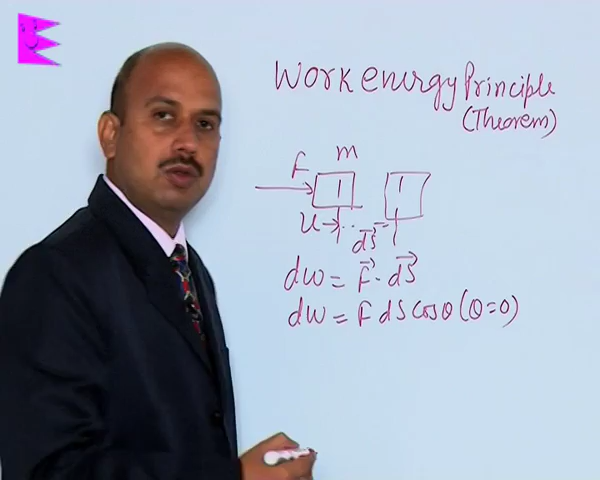 Work energy Principle
(Theorem)
F m
u
dS
dw = F · dS
dw = F dS cosθ (θ=0)